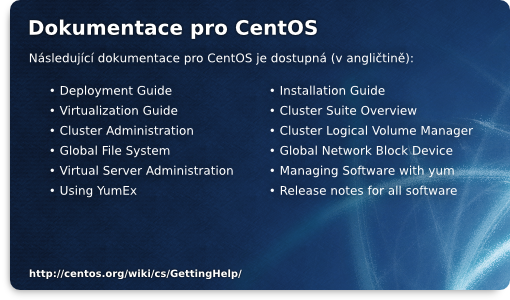 Dokumentace pro CentOS
Následující dokumentace pro CentOS je dostupná (v angličtině):
• Deployment Guide
• Virtualization Guide
• Cluster Administration
• Global File System
• Virtual Server Administration
• Using YumEx
• Installation Guide
• Cluster Suite Overview
• Cluster Logical Volume Manager
• Global Network Block Device
• Managing Software with yum
• Release notes for all software
http://centos.org/wiki/cs/GettingHelp/